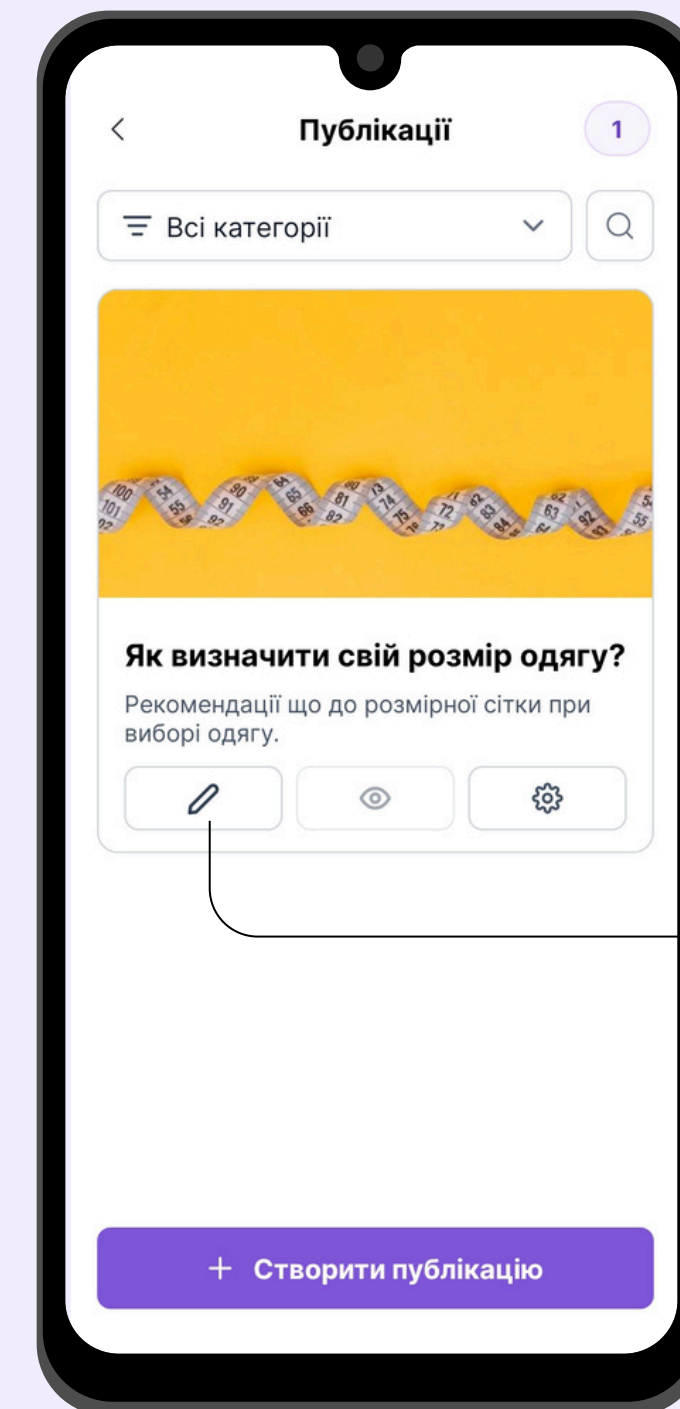 Публікації
1
Всі категорії
Як визначити свій розмір одягу?
Рекомендації що до розмірної сітки при
виборі одягу.
Створити публікацію